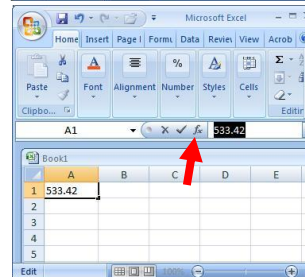 Microsoft Excel
Home Insert Page l Formu Data Review View Acrob
Paste Font Alignment Number Styles Cells
Clipbo... Editin
A1 fx 533.42
Book1
A B C D E
1 533.42
2
3
4
5
Edit 100%